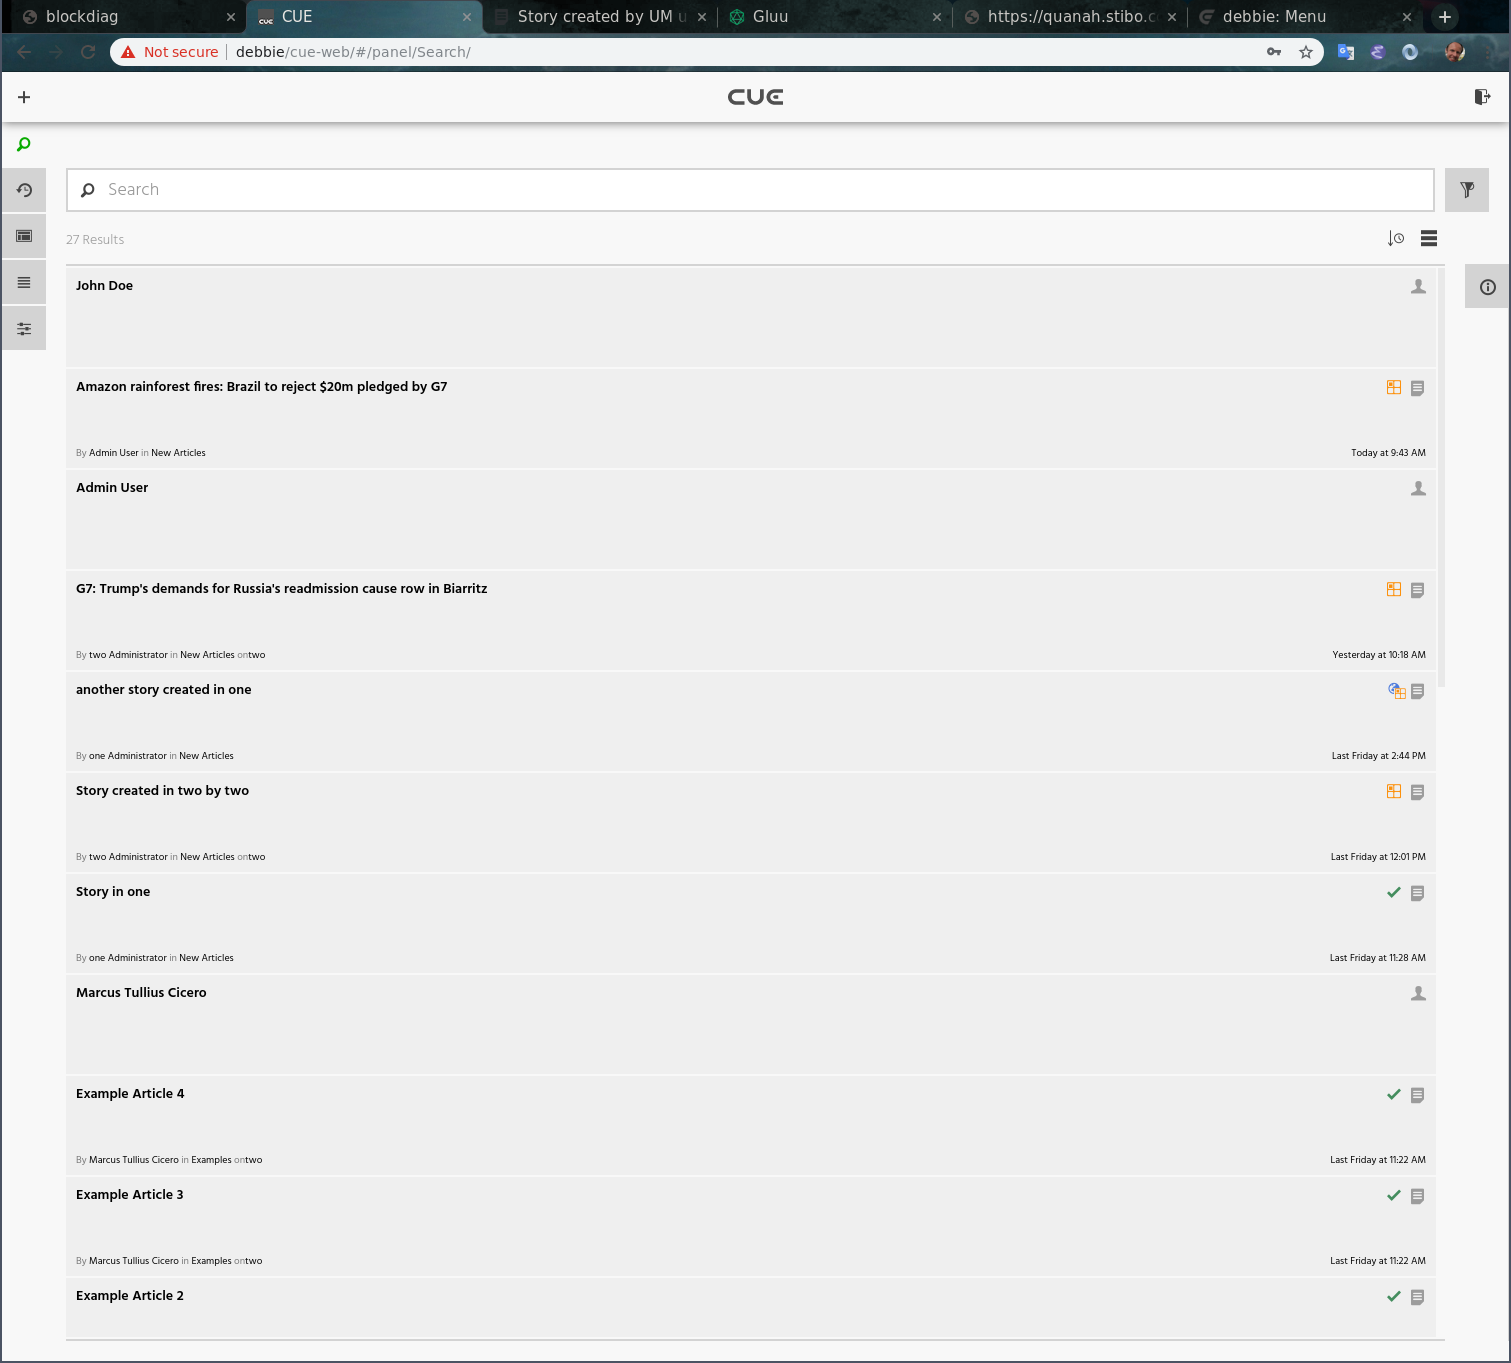 blockdiag
CUE
Story created by UM u
Gluu
https://quanah.stibo.c
debbie: Menu
Not secure
debbie/cue-web/#/panel/Search/
CUE
Search
27 Results
John Doe
Amazon rainforest fires: Brazil to reject $20m pledged by G7
By Admin User in New Articles
Today at 9:43 AM
Admin User
G7: Trump's demands for Russia's readmission cause row in Biarritz
By two Administrator in New Articles ontwo
Yesterday at 10:18 AM
another story created in one
By one Administrator in New Articles
Last Friday at 2:44 PM
Story created in two by two
By two Administrator in New Articles ontwo
Last Friday at 12:01 PM
Story in one
By one Administrator in New Articles
Last Friday at 11:28 AM
Marcus Tullius Cicero
Example Article 4
By Marcus Tullius Cicero in Examples ontwo
Last Friday at 11:22 AM
Example Article 3
By Marcus Tullius Cicero in Examples ontwo
Last Friday at 11:22 AM
Example Article 2